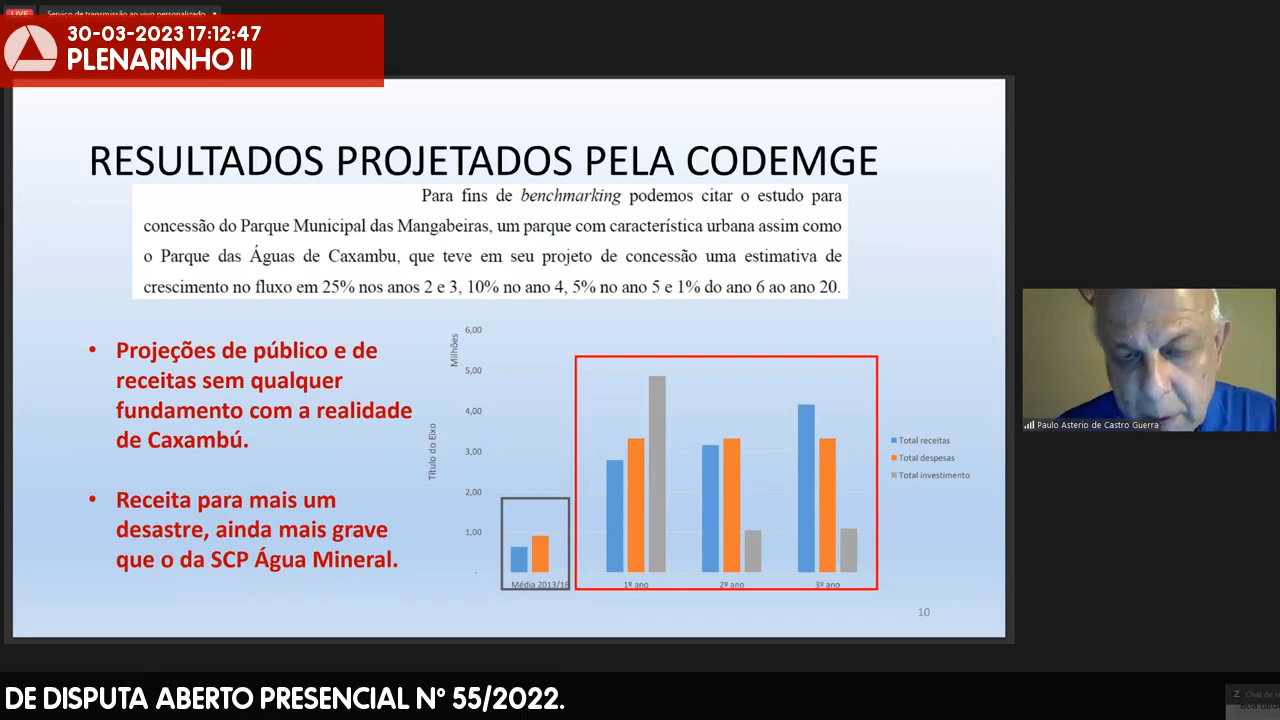 LIVE
Serviço de transmissão ao vivo personalizado
30-03-2023 17:12:47
PLENARINHO II
RESULTADOS PROJETADOS PELA CODEMGE
Para fins de benchmarking podemos citar o estudo para
concessão do Parque Municipal das Mangabeiras, um parque com característica urbana assim como
o Parque das Águas de Caxambu, que teve em seu projeto de concessão uma estimativa de
crescimento no fluxo em 25% nos anos 2 e 3, 10% no ano 4, 5% no ano 5 e 1% do ano 6 ao ano 20.
• Projeções de público e de
receitas sem qualquer
fundamento com a realidade
de Caxambú.
• Receita para mais um
desastre, ainda mais grave
que o da SCP Água Mineral.
Milhões
Título do Eixo
6,00
5,00
4,00
3,00
2,00
1,00
-
Média 2013/16
1º ano
2º ano
3º ano
Total receitas
Total despesas
Total investimento
10
Paulo Asterio de Castro Guerra
DE DISPUTA ABERTO PRESENCIAL Nº 55/2022.
Z Chat de